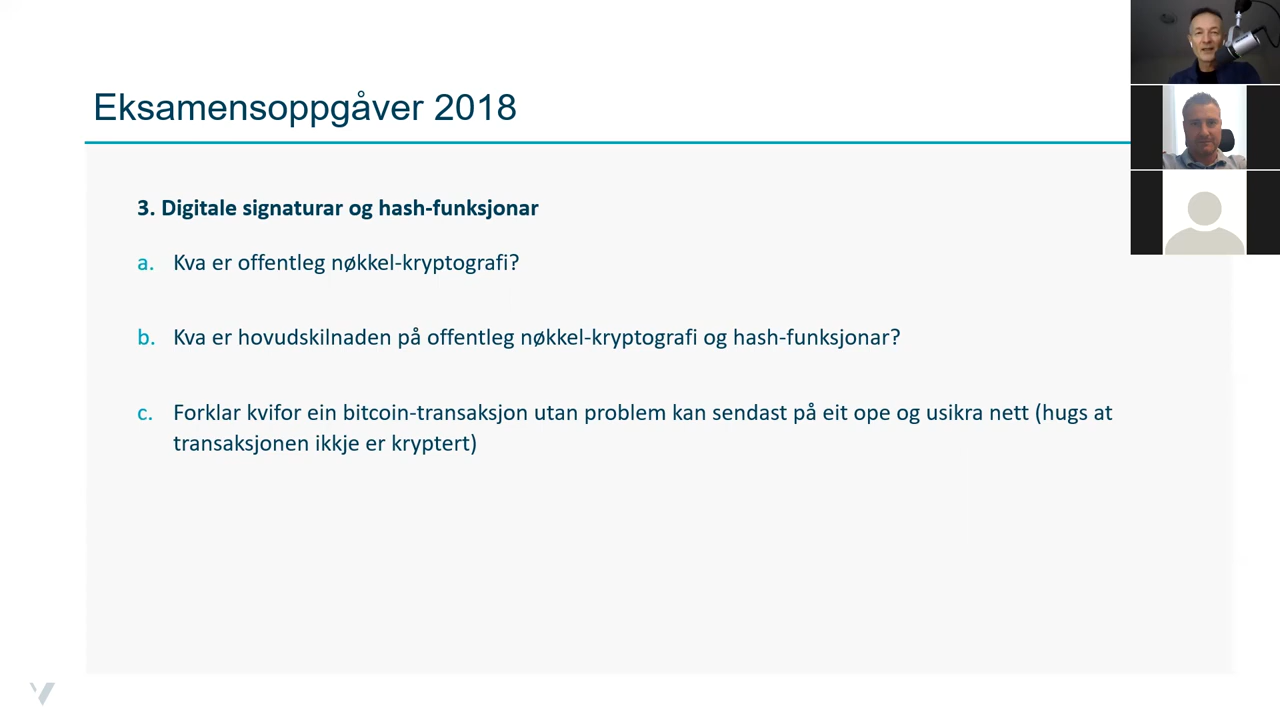 Eksamensoppgåver 2018
3. Digitale signaturar og hash-funksjonar
a. Kva er offentleg nøkkel-kryptografi?
b. Kva er hovudskilnaden på offentleg nøkkel-kryptografi og hash-funksjonar?
c. Forklar kvifor ein bitcoin-transaksjon utan problem kan sendast på eit ope og usikra nett (hugs at
transaksjonen ikkje er kryptert)